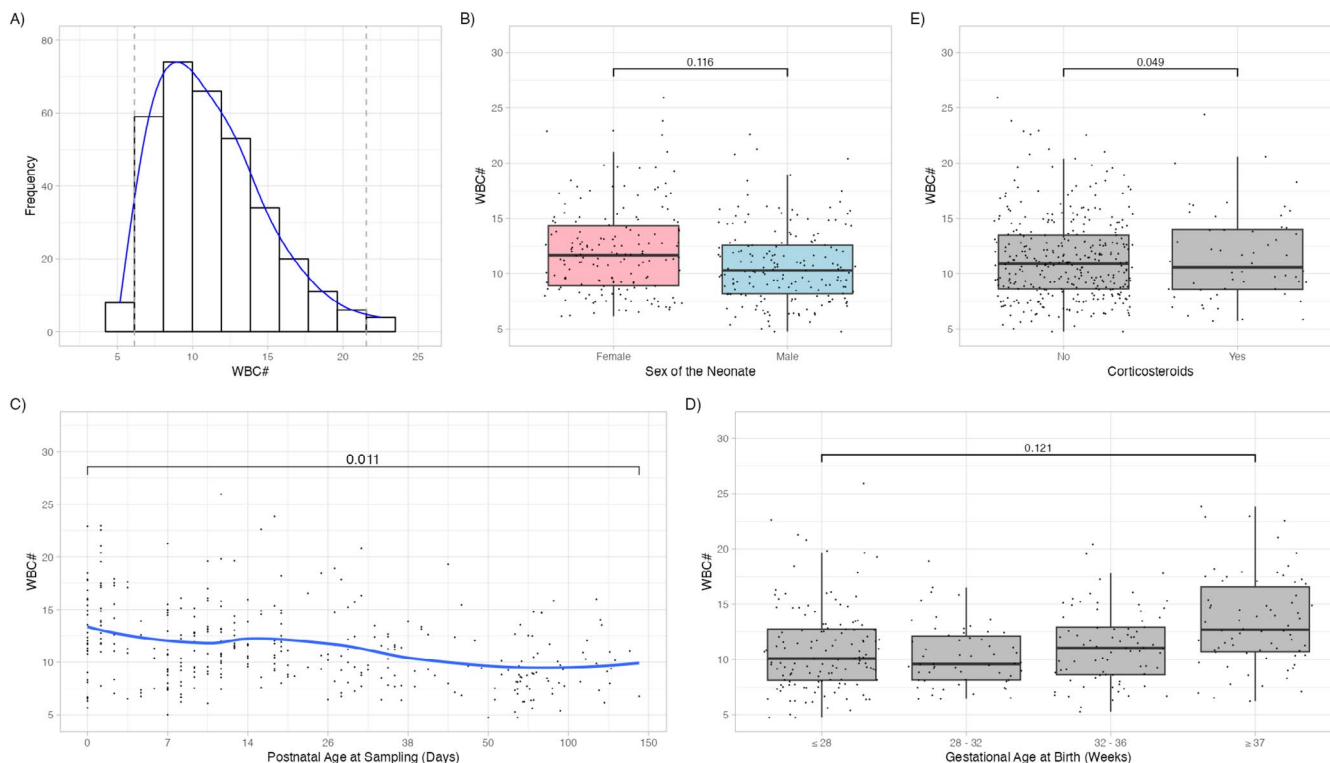 A)
80
60
40
20
0
Frequency
5 10 15 20 25
WBC#
B)
30
25
20
15
10
5
WBC#
0.116
Female Male
Sex of the Neonate
E)
30
25
20
15
10
5
WBC#
0.049
No Yes
Corticosteroids
C)
30
25
20
15
10
5
WBC#
0.011
0 7 14 26 38 50 100 150
Postnatal Age at Sampling (Days)
D)
30
25
20
15
10
5
WBC#
0.121
≤ 28 28 - 32 32 - 36 ≥ 37
Gestational Age at Birth (Weeks)